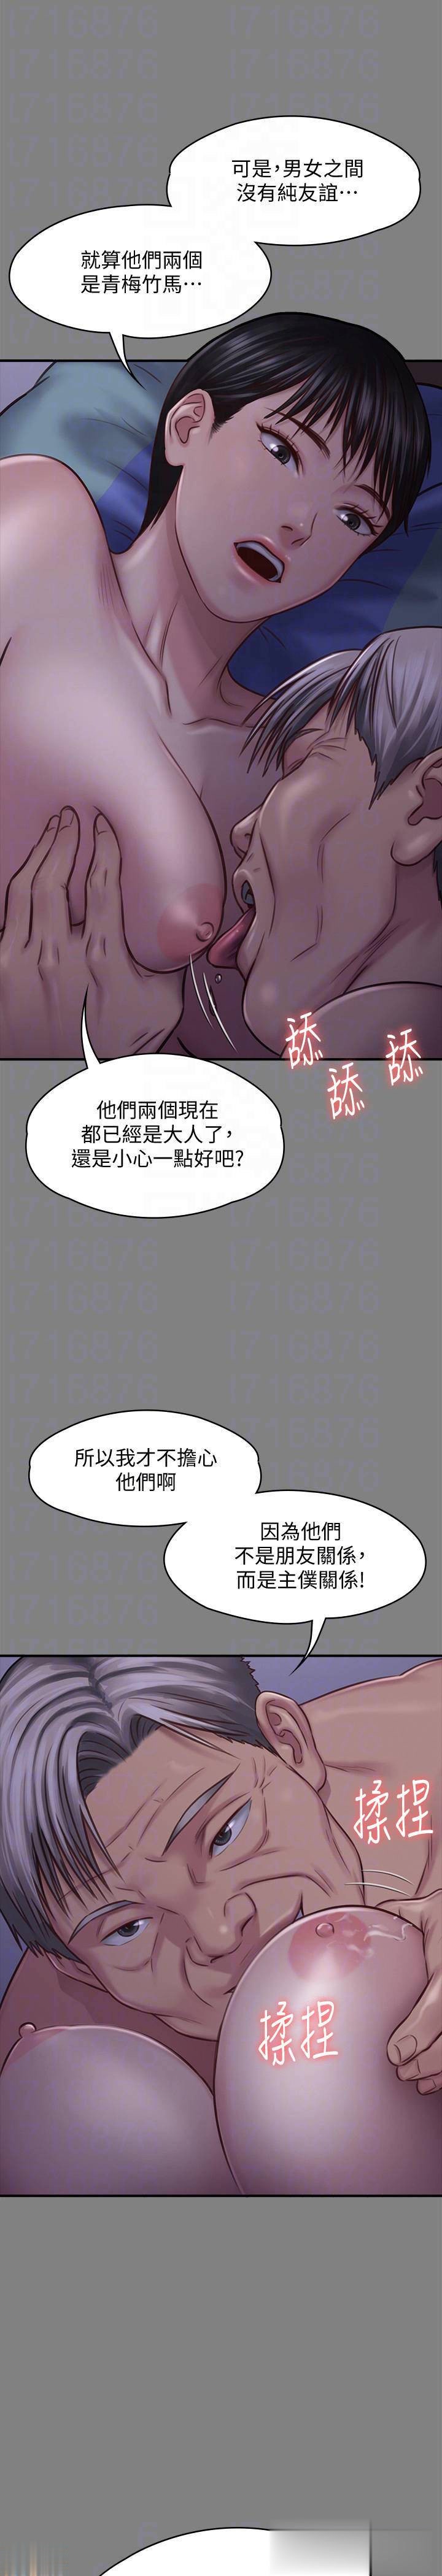 可是，男女之間
沒有純友誼…
就算他們兩個
是青梅竹馬…
舔
舔
舔
他們兩個現在
都已經是大人了，
還是小心一點好吧?
所以我才不擔心
他們啊
因為他們
不是朋友關係，
而是主僕關係!
揉捏
揉捏